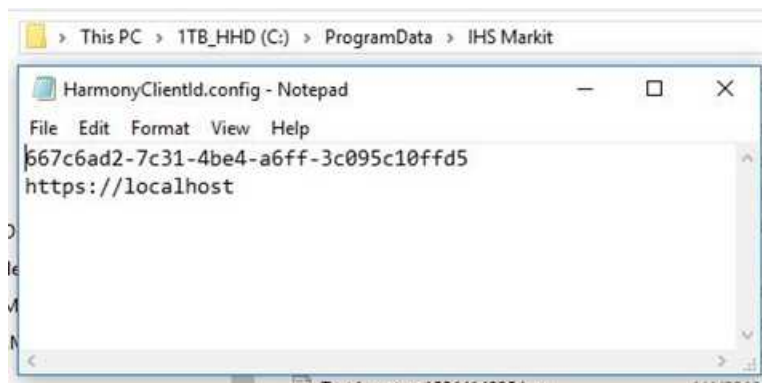 This PC > 1TB_HHD (C:) > ProgramData > IHS Markit
HarmonyClientId.config - Notepad
File Edit Format View Help
667c6ad2-7c31-4be4-a6ff-3c095c10ffd5
https://localhost